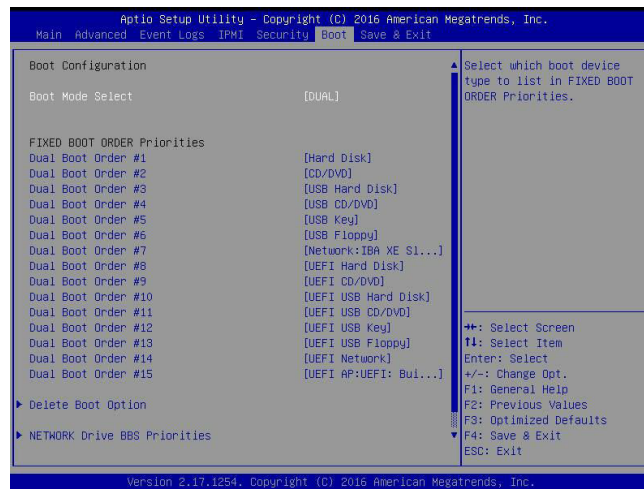 Aptio Setup Utility – Copyright (C) 2016 American Megatrends, Inc.
Main Advanced Event Logs IPMI Security Boot Save & Exit
Boot Configuration
Boot Mode Select [DUAL]
FIXED BOOT ORDER Priorities
Dual Boot Order #1 [Hard Disk]
Dual Boot Order #2 [CD/DVD]
Dual Boot Order #3 [USB Hard Disk]
Dual Boot Order #4 [USB CD/DVD]
Dual Boot Order #5 [USB Key]
Dual Boot Order #6 [USB Floppy]
Dual Boot Order #7 [Network:IBA XE Sl...]
Dual Boot Order #8 [UEFI Hard Disk]
Dual Boot Order #9 [UEFI CD/DVD]
Dual Boot Order #10 [UEFI USB Hard Disk]
Dual Boot Order #11 [UEFI USB CD/DVD]
Dual Boot Order #12 [UEFI USB Key]
Dual Boot Order #13 [UEFI USB Floppy]
Dual Boot Order #14 [UEFI Network]
Dual Boot Order #15 [UEFI AP:UEFI: Bui...]
Delete Boot Option
NETWORK Drive BBS Priorities
Select which boot device
type to list in FIXED BOOT
ORDER Priorities.
→←: Select Screen
↑↓: Select Item
Enter: Select
+/-: Change Opt.
F1: General Help
F2: Previous Values
F3: Optimized Defaults
F4: Save & Exit
ESC: Exit
Version 2.17.1254. Copyright (C) 2016 American Megatrends, Inc.